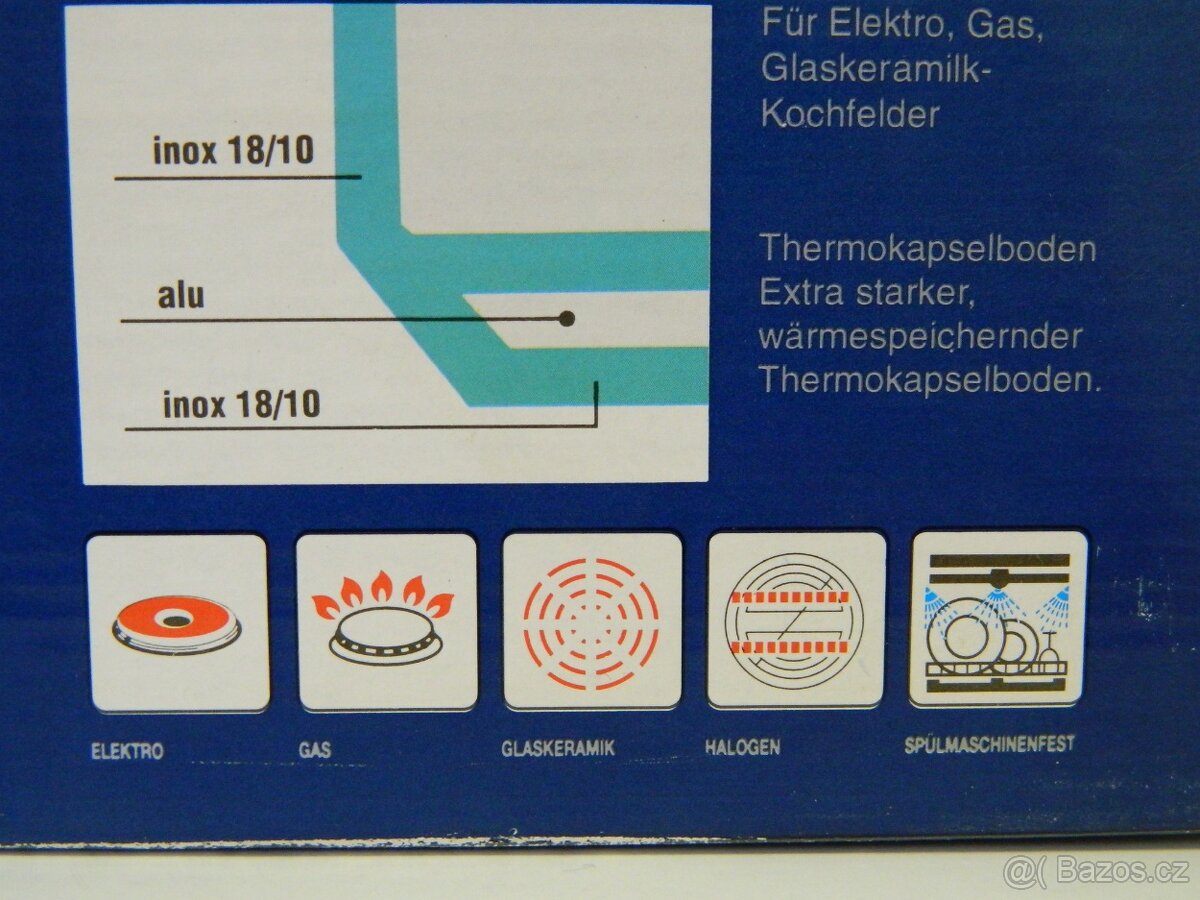 Für Elektro, Gas,
Glaskeramilk-
Kochfelder
inox 18/10
alu
inox 18/10
Thermokapselboden
Extra starker,
wärmespeichernder
Thermokapselboden.
ELEKTRO
GAS
GLASKERAMIK
HALOGEN
SPÜLMASCHINENFEST
@( Bazos.cz